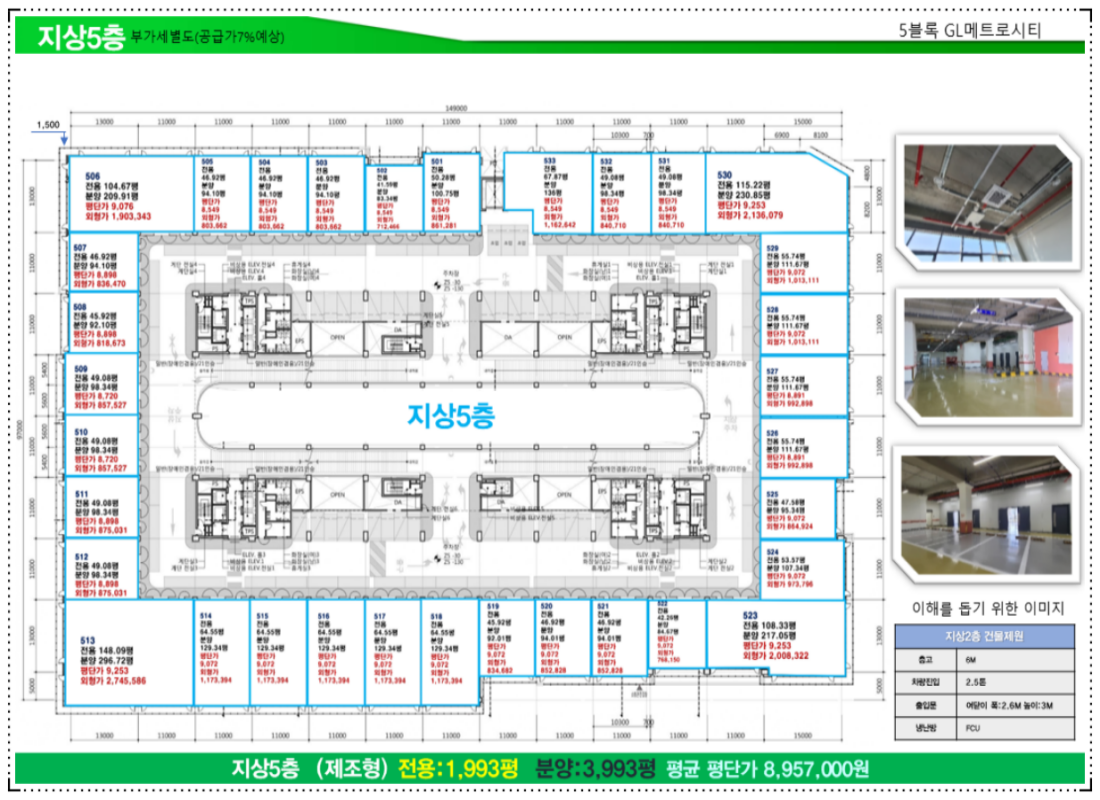 지상5층 부가세별도(공급가7%예상)
5블록 GL메트로시티
149000
1,500
13000 11000 11000 11000 11000 11000 11000 11000 11000 11000 11000 15000
10300 700 6900 8100
506
전용 104.67평
분양 209.91평
평단가 9,076
외형가 1,903,343
505
전용
46.92평
분양
94.10평
평단가
8,549
외형가
803,662
504
전용
46.92평
분양
94.10평
평단가
8,549
외형가
803,662
503
전용
46.92평
분양
94.10평
평단가
8,549
외형가
803,662
502
전용
41.55평
분양
83.34평
평단가
8,549
외형가
712,466
501
전용
50.28평
분양
100.75평
평단가
8,549
외형가
861,281
533
전용
67.87평
분양
136평
평단가
8,549
외형가
1,162,642
532
전용
49.08평
분양
98.34평
평단가
8,549
외형가
840,710
531
전용
49.08평
분양
98.34평
평단가
8,549
외형가
840,710
530
전용 115.22평
분양 230.85평
평단가 9,253
외형가 2,136,079
507
전용 46.92평
분양 94.10평
평단가 8,898
외형가 836,470
508
전용 45.92평
분양 92.10평
평단가 8,898
외형가 818,673
509
전용 49.08평
분양 98.34평
평단가 8,720
외형가 857,527
510
전용 49.08평
분양 98.34평
평단가 8,720
외형가 857,527
511
전용 49.08평
분양 98.34평
평단가 8,898
외형가 875,031
512
전용 49.08평
분양 98.34평
평단가 8,898
외형가 875,031
529
전용 55.74평
분양 111.67평
평단가 9,072
외형가 1,013,111
528
전용 55.74평
분양 111.67평
평단가 9,072
외형가 1,013,111
527
전용 55.74평
분양 111.67평
평단가 8,891
외형가 992,898
526
전용 55.74평
분양 111.67평
평단가 8,891
외형가 992,898
525
전용 47.58평
분양 95.34평
평단가 9,072
외형가 864,924
524
전용 53.57평
분양 107.34평
평단가 9,072
외형가 973,796
OPEN
DA
DA
OPEN
EPS
지상5층
OPEN
DA
DA
OPEN
EPS
513
전용 148.09평
분양 296.72평
평단가 9,253
외형가 2,745,586
514
전용
64.55평
분양
129.34평
평단가
9,072
외형가
1,173,394
515
전용
64.55평
분양
129.34평
평단가
9,072
외형가
1,173,394
516
전용
64.55평
분양
129.34평
평단가
9,072
외형가
1,173,394
517
전용
64.55평
분양
129.34평
평단가
9,072
외형가
1,173,394
518
전용
64.55평
분양
129.34평
평단가
9,072
외형가
1,173,394
519
전용
45.92평
분양
92.01평
평단가
9,072
외형가
834,682
520
전용
46.92평
분양
94.01평
평단가
9,072
외형가
852,828
521
전용
46.92평
분양
94.01평
평단가
9,072
외형가
852,828
522
전용
42.26평
분양
84.67평
평단가
9,072
외형가
768,150
523
전용 108.33평
분양 217.05평
평단가 9,253
외형가 2,008,322
10300 700
13000 11000 11000 11000 11000 11000 11000 11000 11000 11000 11000 15000
이해를 돕기 위한 이미지
지상2층 건물제원
층고 6M
차량진입 2.5톤
출입문 여닫이 폭:2.6M 높이:3M
냉난방 FCU
지상5층 (제조형) 전용:1,993평 분양:3,993평 평균 평단가 8,957,000원